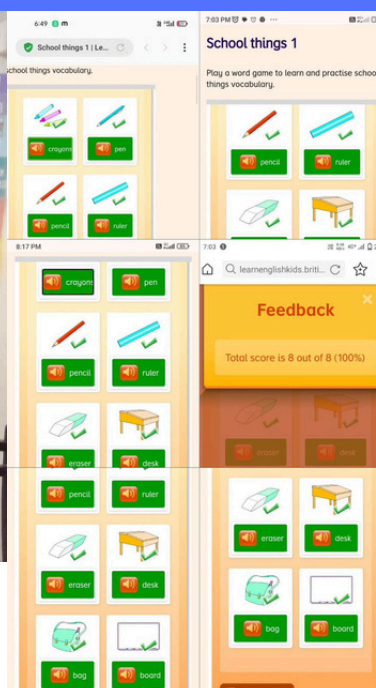 6:49
m
School things 1 | Le...
school things vocabulary.
crayons
pen
pencil
ruler
7:03 PM
School things 1
Play a word game to learn and practise schoo
things vocabulary.
pencil
ruler
8:17 PM
crayons
pen
pencil
ruler
eraser
desk
7:03
learnenglishkids.briti...
Feedback
Total score is 8 out of 8 (100%)
eraser
desk
pencil
ruler
eraser
desk
bag
board
eraser
desk
bag
board